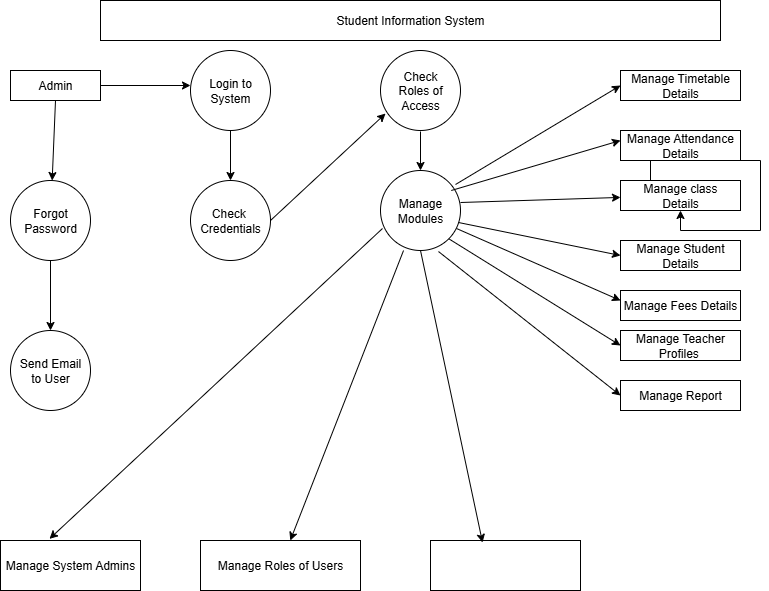 Student Information System
Admin
Login to
System
Check
Roles of
Access
Manage Timetable
Details
Manage Attendance
Details
Forgot
Password
Check
Credentials
Manage
Modules
Manage class
Details
Manage Student
Details
Manage Fees Details
Send Email
to User
Manage Teacher
Profiles
Manage Report
Manage System Admins
Manage Roles of Users